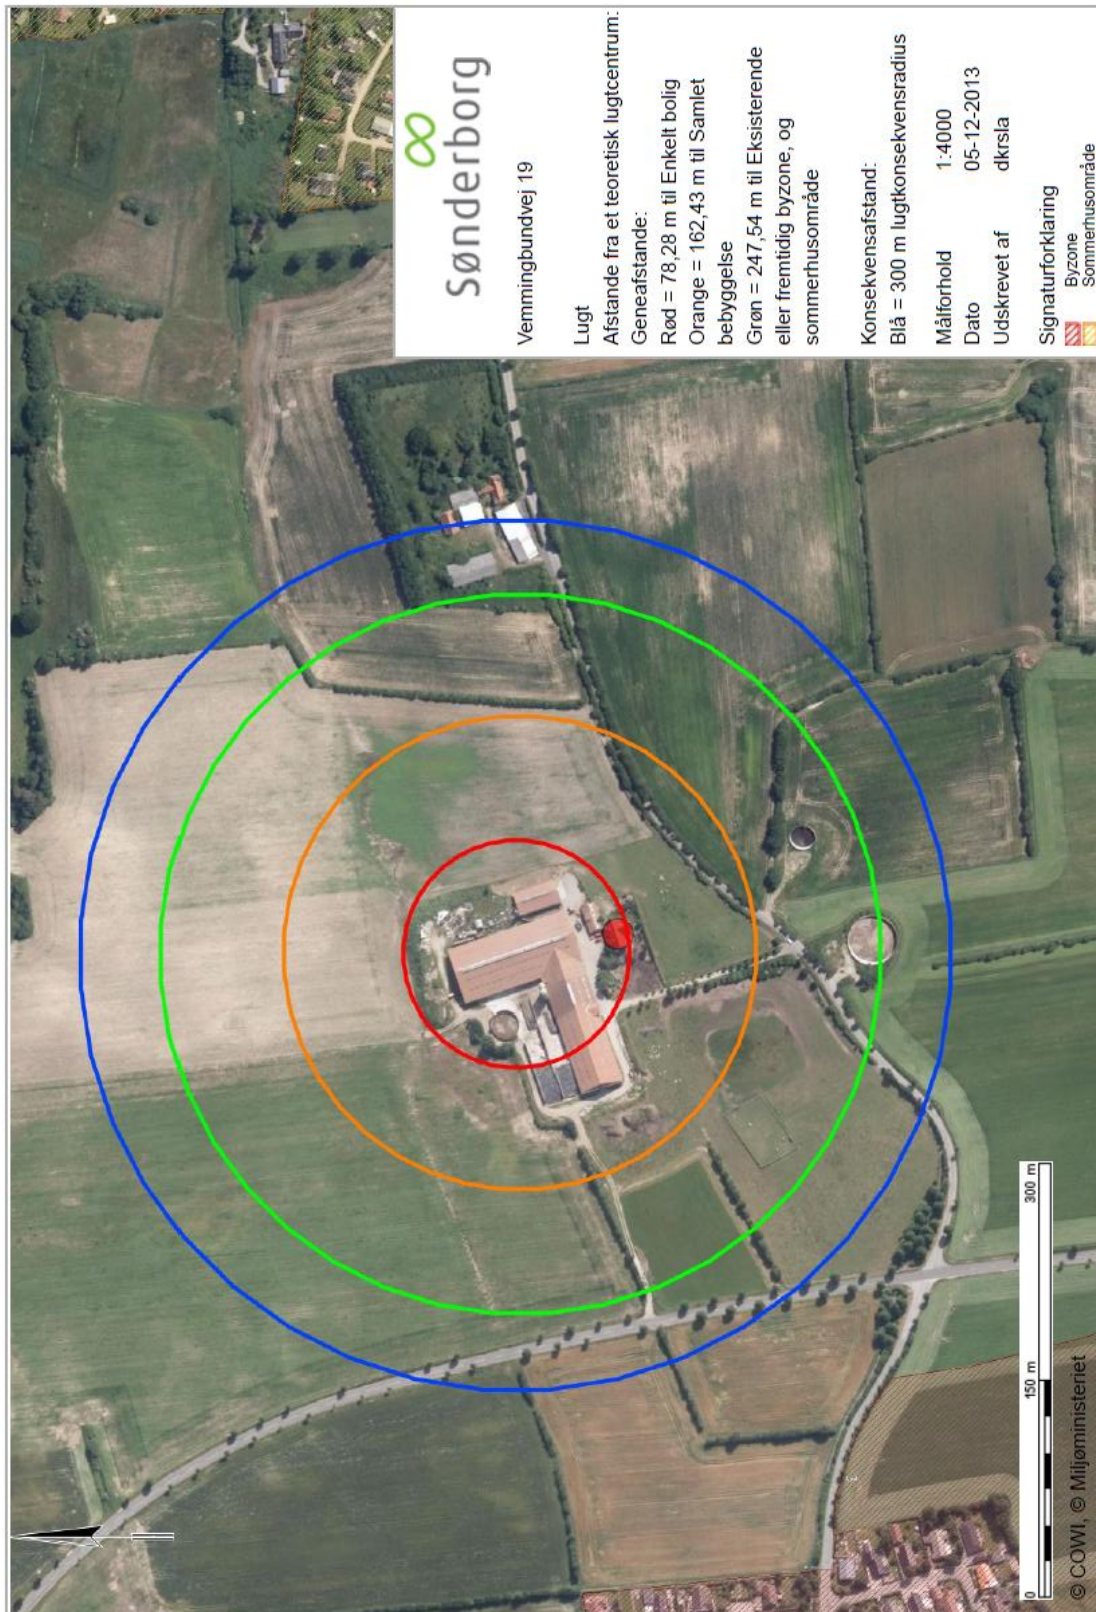 Sønderborg
Vemmingbundvej 19
Lugt
Afstande fra et teoretisk lugtcentrum:
Geneafstande:
Rød = 78,28 m til Enkelt bolig
Orange = 162,43 m til Samlet
bebyggelse
Grøn = 247,54 m til Eksisterende
eller fremtidig byzone, og
sommerhusområde
Konsekvensafstand:
Blå = 300 m lugtkonsekvensradius
Målforhold 1:4000
Dato 05-12-2013
Udskrevet af dkrsla
Signaturforklaring
Byzone
Sommerhusområde
0 150 m 300 m
© COWI, © Miljøministeriet